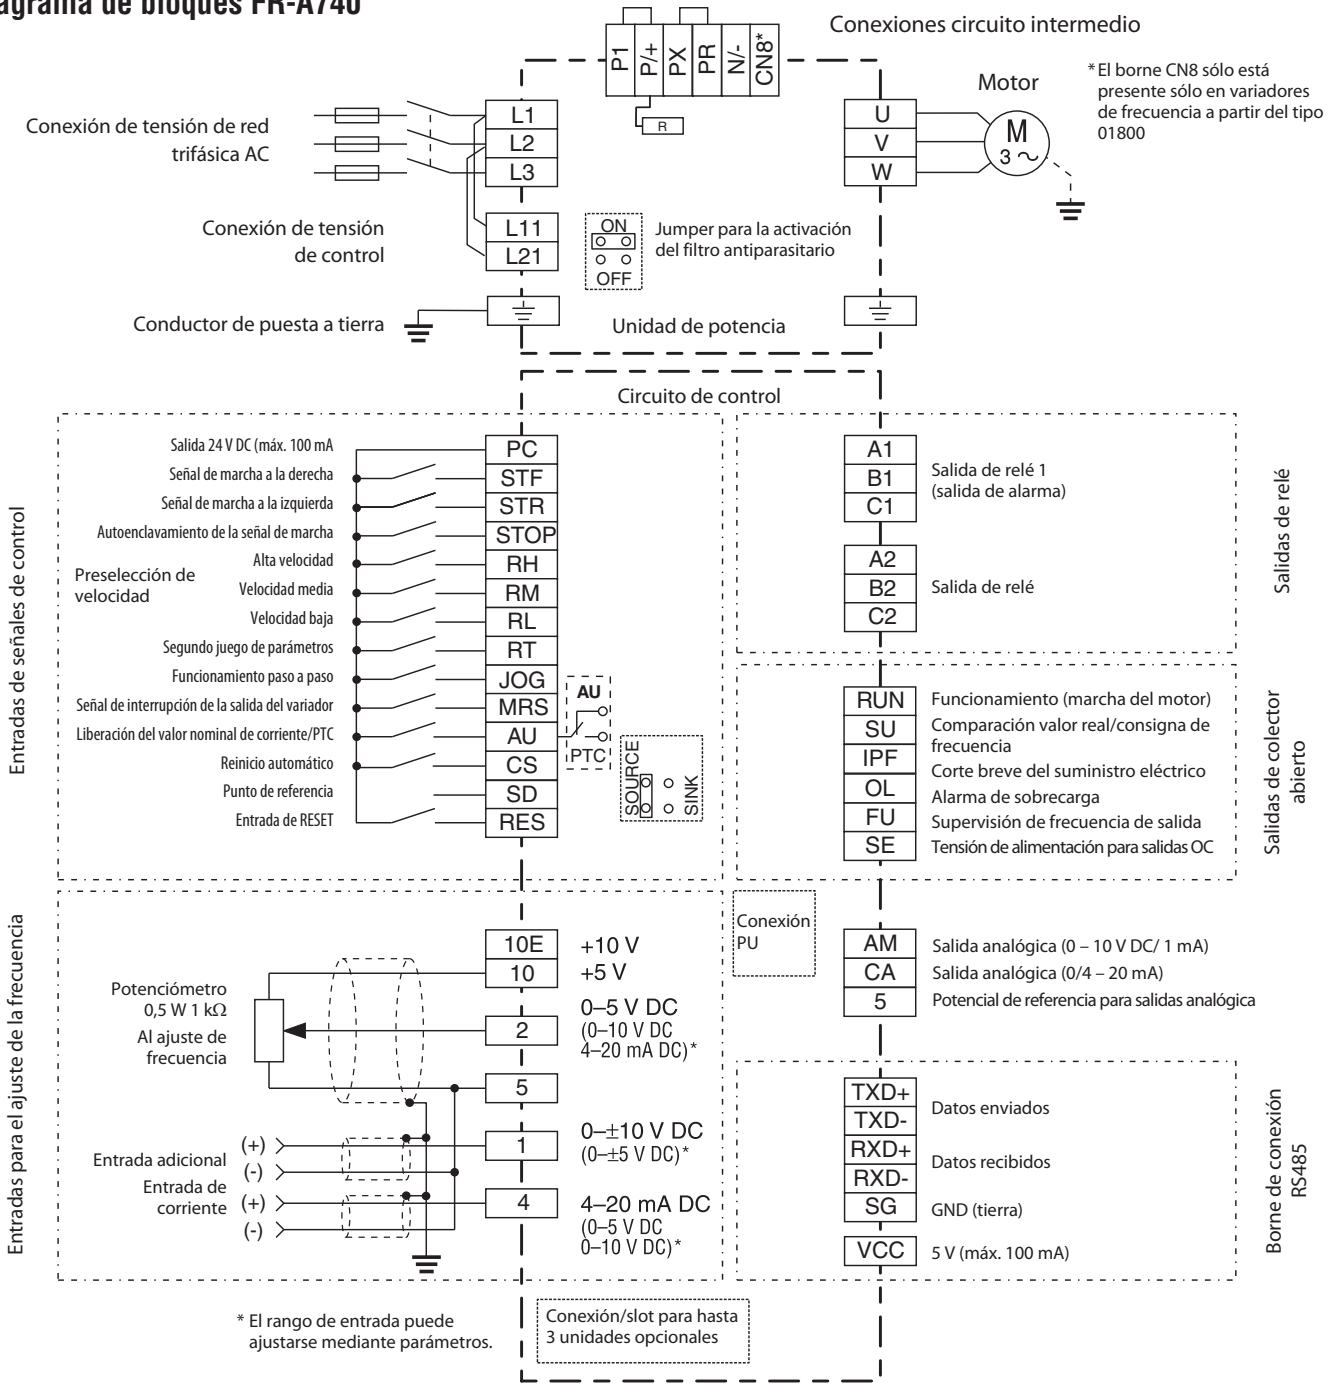 agrama de bloques FR-A740
Conexiones circuito intermedio
P1
P/+
PX
PR
N/-
CN8*
R
* El borne CN8 sólo está
presente sólo en variadores
de frecuencia a partir del tipo
01800
Conexión de tensión de red
trifásica AC
L1
L2
L3
U
V
W
Motor
M
3 ~
Conexión de tensión
de control
L11
L21
ON
OFF
Jumper para la activación
del filtro antiparasitario
Conductor de puesta a tierra
Unidad de potencia
Circuito de control
Entradas de señales de control
Salida 24 V DC (máx. 100 mA
PC
Señal de marcha a la derecha
STF
Señal de marcha a la izquierda
STR
Autoenclavamiento de la señal de marcha
STOP
Preselección de
velocidad
Alta velocidad
RH
Velocidad media
RM
Velocidad baja
RL
Segundo juego de parámetros
RT
Funcionamiento paso a paso
JOG
Señal de interrupción de la salida del variador
MRS
Liberación del valor nominal de corriente/PTC
AU
Reinicio automático
CS
Punto de referencia
SD
Entrada de RESET
RES
AU
PTC
SOURCE
SINK
A1
B1
C1
Salida de relé 1
(salida de alarma)
A2
B2
C2
Salida de relé
Salidas de relé
RUN
Funcionamiento (marcha del motor)
SU
Comparación valor real/consigna de
frecuencia
IPF
Corte breve del suministro eléctrico
OL
Alarma de sobrecarga
FU
Supervisión de frecuencia de salida
SE
Tensión de alimentación para salidas OC
Salidas de colector
abierto
Entradas para el ajuste de la frecuencia
Potenciómetro
0,5 W 1 kΩ
Al ajuste de
frecuencia
10E
+10 V
10
+5 V
2
0–5 V DC
(0–10 V DC
4–20 mA DC)*
5
Entrada adicional
(+)
(-)
1
0–±10 V DC
(0–±5 V DC)*
Entrada de
corriente
(+)
(-)
4
4–20 mA DC
(0–5 V DC
0–10 V DC)*
Conexión
PU
AM
Salida analógica (0 – 10 V DC/ 1 mA)
CA
Salida analógica (0/4 – 20 mA)
5
Potencial de referencia para salidas analógica
TXD+
TXD-
Datos enviados
RXD+
RXD-
Datos recibidos
SG
GND (tierra)
VCC
5 V (máx. 100 mA)
Borne de conexión
RS485
* El rango de entrada puede
ajustarse mediante parámetros.
Conexión/slot para hasta
3 unidades opcionales